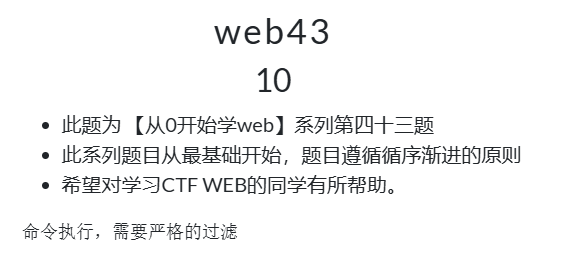 web43
10
此题为 【从0开始学web】系列第四十三题
此系列题目从最基础开始，题目遵循循序渐进的原则
希望对学习CTF WEB的同学有所帮助。
命令执行，需要严格的过滤